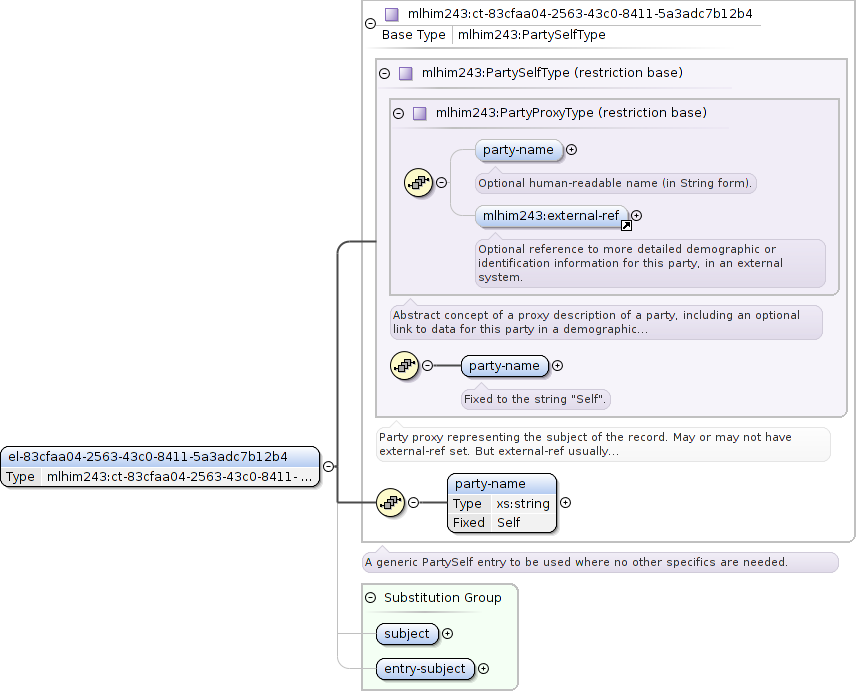 mlhim243:ct-83cfaa04-2563-43c0-8411-5a3adc7b12b4
Base Type mlhim243:PartySelfType
mlhim243:PartySelfType (restriction base)
mlhim243:PartyProxyType (restriction base)
party-name
Optional human-readable name (in String form).
mlhim243:external-ref
Optional reference to more detailed demographic or
identification information for this party, in an external
system.
Abstract concept of a proxy description of a party, including an optional
link to data for this party in a demographic...
party-name
Fixed to the string "Self".
Party proxy representing the subject of the record. May or may not have
external-ref set. But external-ref usually...
el-83cfaa04-2563-43c0-8411-5a3adc7b12b4
Type mlhim243:ct-83cfaa04-2563-43c0-8411- ...
party-name
Type xs:string
Fixed Self
A generic PartySelf entry to be used where no other specifics are needed.
Substitution Group
subject
entry-subject